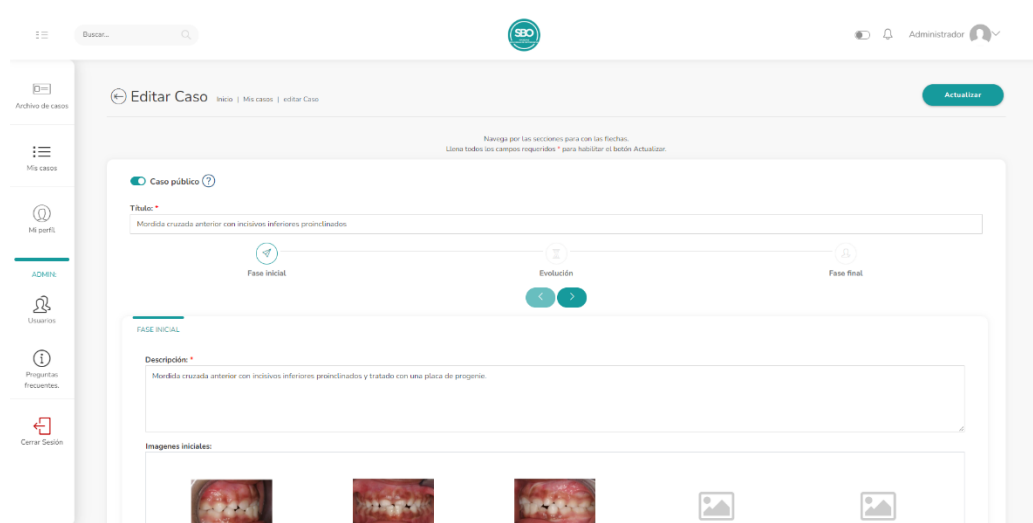 Buscar...
SBO
Administrador
Archivo de casos
Mis casos
Mi perfil
ADMIN:
Usuarios
Preguntas
frecuentes.
Cerrar Sesión
Editar Caso
Inicio | Mis casos | editar Caso
Actualizar
Navega por las secciones para con las flechas.
Llena todos los campos requeridos * para habilitar el botón Actualizar.
Caso público ?
Título: *
Mordida cruzada anterior con incisivos inferiores proinclinados
Fase inicial
Evolución
Fase final
FASE INICIAL
Descripción: *
Mordida cruzada anterior con incisivos inferiores proinclinados y tratado con una placa de progenie.
Imagenes iniciales: